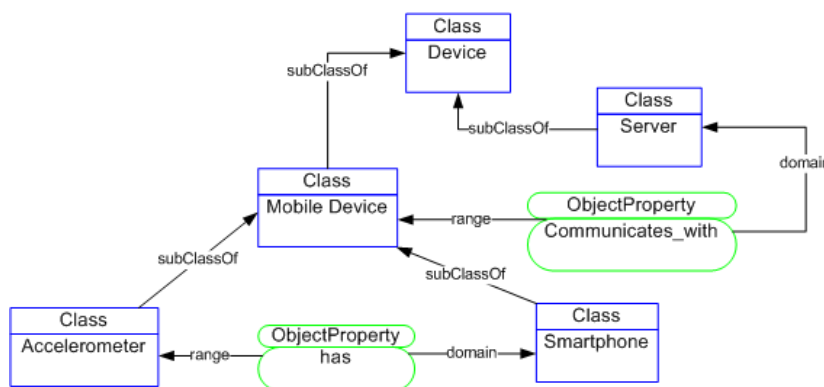 Class
Device
subClassOf
Class
Server
subClassOf
domain
Class
Mobile Device
ObjectProperty
Communicates_with
range
subClassOf
subClassOf
Class
Accelerometer
ObjectProperty
has
range
domain
Class
Smartphone